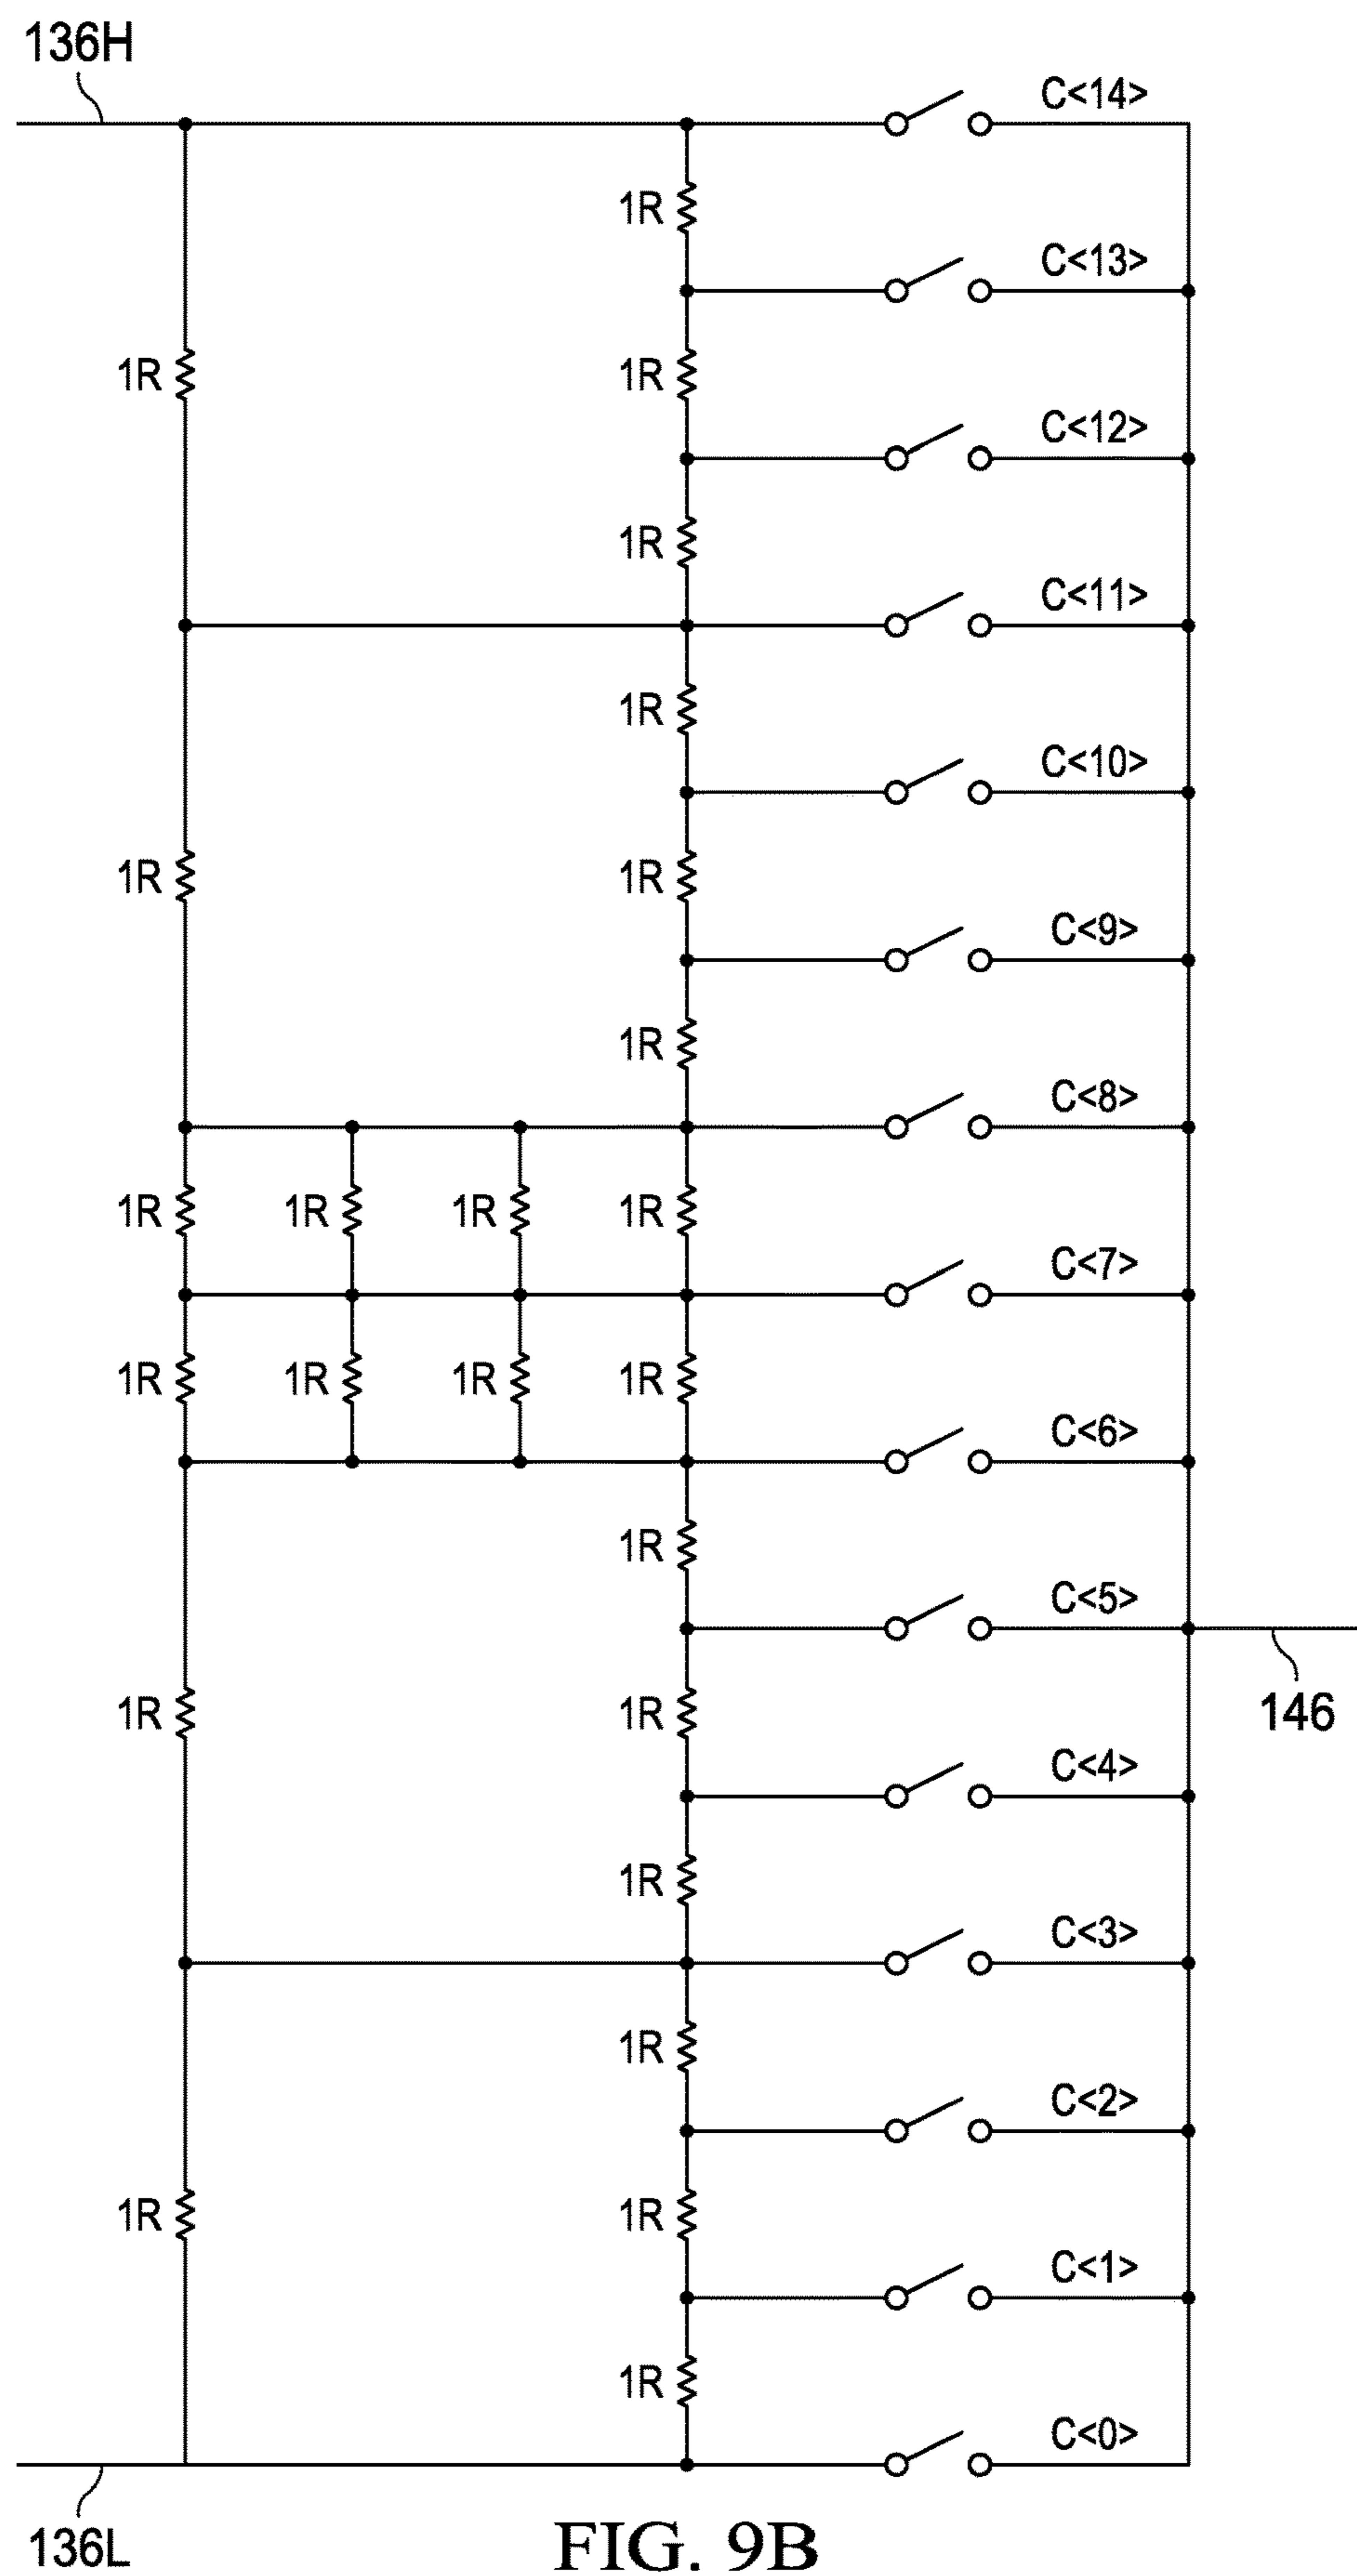 136H
C<14>
1R
C<13>
1R 1R
C<12>
1R
C<11>
1R
C<10>
1R 1R
C<9>
1R
C<8>
1R 1R 1R 1R
C<7>
1R 1R 1R 1R
C<6>
1R
C<5>
1R 1R
146
C<4>
1R
C<3>
1R
C<2>
1R 1R
C<1>
1R
C<0>
136L
FIG. 9B